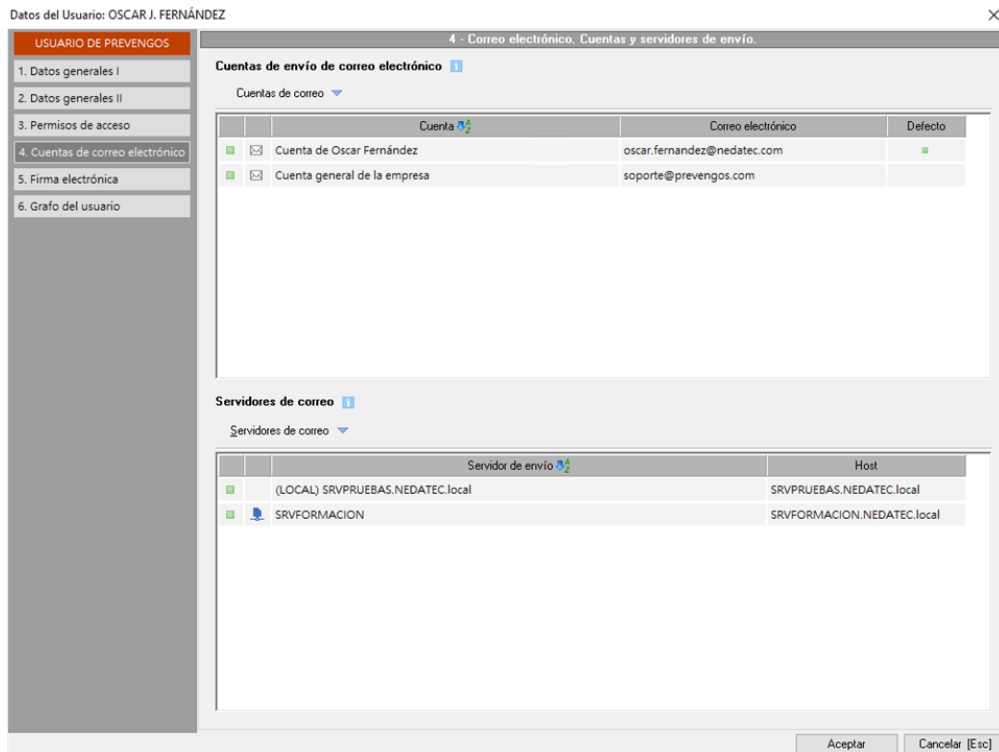 Datos del Usuario: OSCAR J. FERNÁNDEZ
USUARIO DE PREVENGOS
1. Datos generales I
2. Datos generales II
3. Permisos de acceso
4. Cuentas de correo electrónico
5. Firma electrónica
6. Grafo del usuario
4 - Correo electrónico. Cuentas y servidores de envío.
Cuentas de envío de correo electrónico
Cuentas de correo
Cuenta Correo electrónico Defecto
Cuenta de Oscar Fernández oscar.fernandez@nedatec.com
Cuenta general de la empresa soporte@prevengos.com
Servidores de correo
Servidores de correo
Servidor de envío Host
(LOCAL) SRVPRUEBAS.NEDATEC.local SRVPRUEBAS.NEDATEC.local
SRVFORMACION SRVFORMACION.NEDATEC.local
Aceptar Cancelar [Esc]